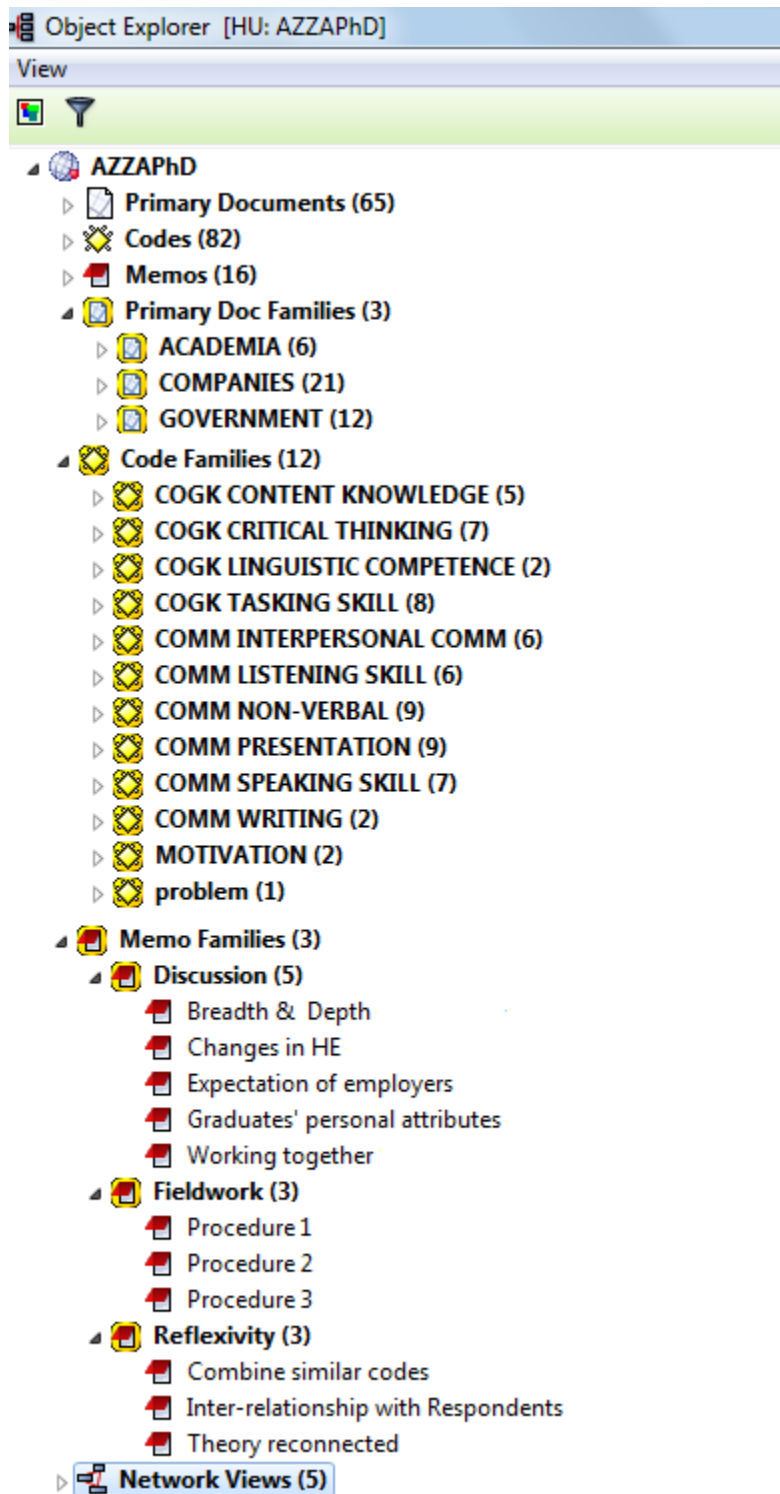 Object Explorer [HU: AZZAPhD]
View
AZZAPhD
Primary Documents (65)
Codes (82)
Memos (16)
Primary Doc Families (3)
ACADEMIA (6)
COMPANIES (21)
GOVERNMENT (12)
Code Families (12)
COGK CONTENT KNOWLEDGE (5)
COGK CRITICAL THINKING (7)
COGK LINGUISTIC COMPETENCE (2)
COGK TASKING SKILL (8)
COMM INTERPERSONAL COMM (6)
COMM LISTENING SKILL (6)
COMM NON-VERBAL (9)
COMM PRESENTATION (9)
COMM SPEAKING SKILL (7)
COMM WRITING (2)
MOTIVATION (2)
problem (1)
Memo Families (3)
Discussion (5)
Breadth & Depth
Changes in HE
Expectation of employers
Graduates' personal attributes
Working together
Fieldwork (3)
Procedure 1
Procedure 2
Procedure 3
Reflexivity (3)
Combine similar codes
Inter-relationship with Respondents
Theory reconnected
Network Views (5)